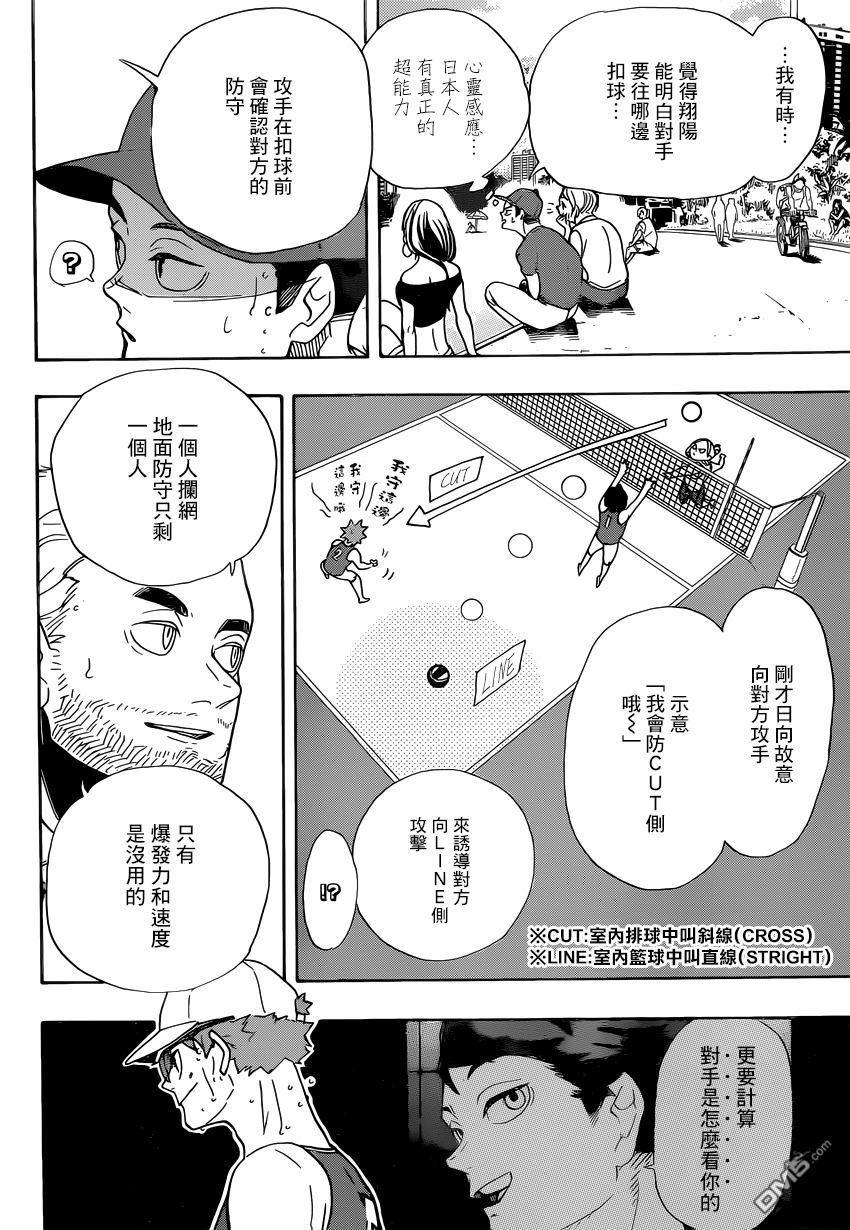 …我有時…
覺得翔陽
能明白對手
要往哪邊
扣球…
心靈感應…
日本人
有真正的
超能力
攻手在扣球前
會確認對方的
防守
?
剛才日向故意
向對方攻手
示意
「我會防CUT側
哦~」
CUT
我守這邊
我守
這邊哦
LINE
來誘導對方
向LINE側
攻擊
!?
※CUT:室內排球中叫斜線(CROSS)
※LINE:室內籃球中叫直線(STRIGHT)
一個人攔網
地面防守只剩
一個人
只有
爆發力和速度
是沒用的
更要計算
對手是怎麼看你的
DM5.com